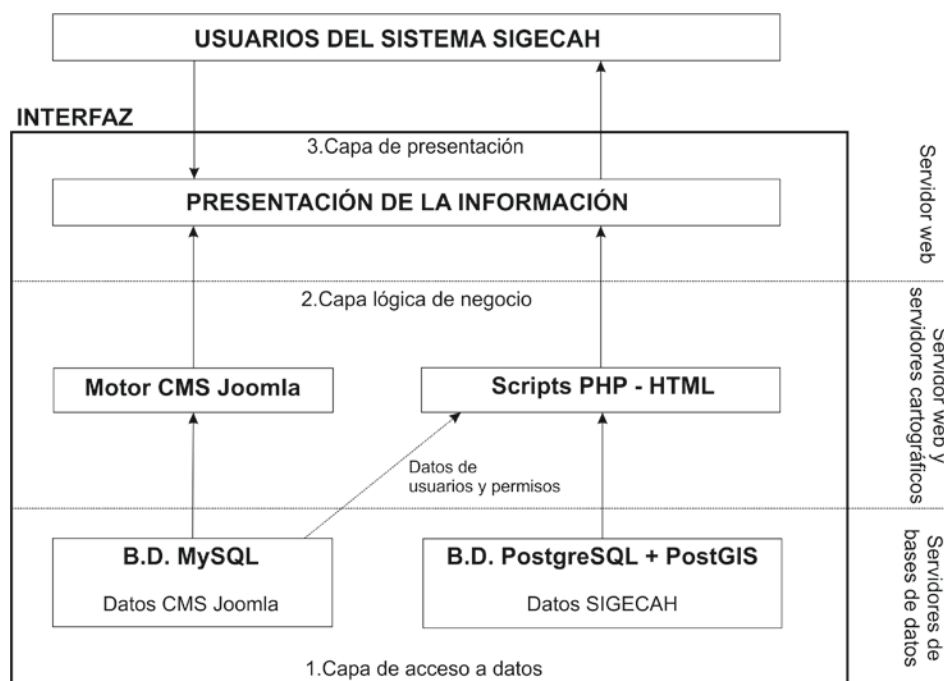 USUARIOS DEL SISTEMA SIGECAH
INTERFAZ
3.Capa de presentación
PRESENTACIÓN DE LA INFORMACIÓN
Servidor web
2.Capa lógica de negocio
Motor CMS Joomla
Scripts PHP - HTML
Servidor web y
servidores cartográficos
Datos de
usuarios y permisos
B.D. MySQL
Datos CMS Joomla
B.D. PostgreSQL + PostGIS
Datos SIGECAH
Servidores de
bases de datos
1.Capa de acceso a datos